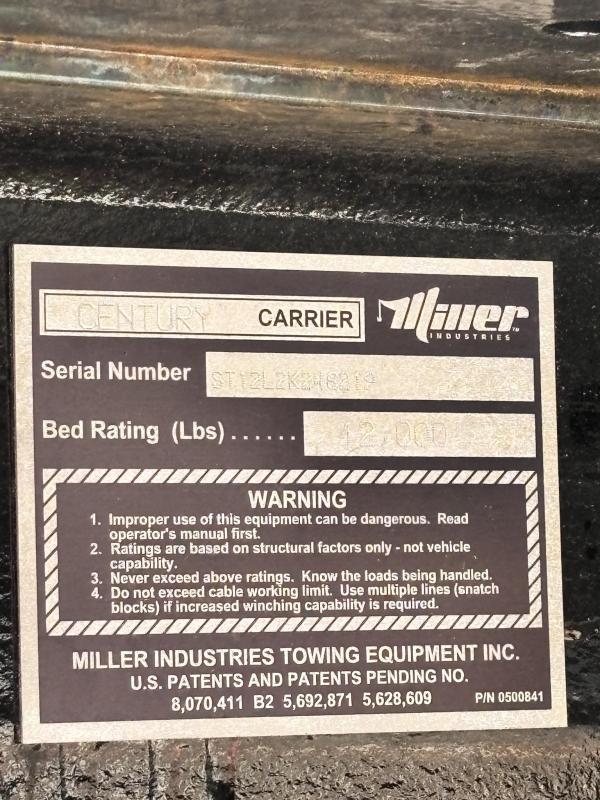 CENTURY CARRIER
Miller
INDUSTRIES
Serial Number
Bed Rating (Lbs)...... 12,000
WARNING
1. Improper use of this equipment can be dangerous. Read
operator's manual first.
2. Ratings are based on structural factors only - not vehicle
capability.
3. Never exceed above ratings. Know the loads being handled.
4. Do not exceed cable working limit. Use multiple lines (snatch
blocks) if increased winching capability is required.
MILLER INDUSTRIES TOWING EQUIPMENT INC.
U.S. PATENTS AND PATENTS PENDING NO.
8,070,411 B2 5,692,871 5,628,609 P/N 0500841